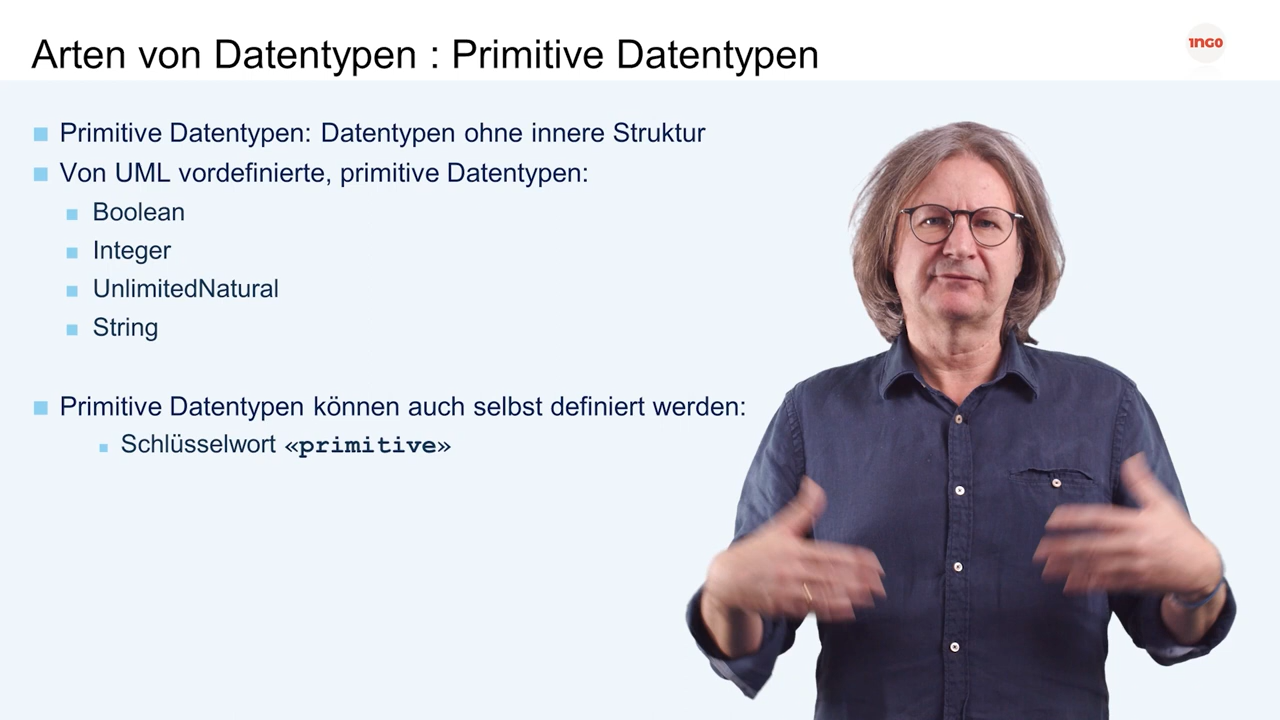 Arten von Datentypen : Primitive Datentypen
1NG0
Primitive Datentypen: Datentypen ohne innere Struktur
Von UML vordefinierte, primitive Datentypen:
Boolean
Integer
UnlimitedNatural
String
Primitive Datentypen können auch selbst definiert werden:
Schlüsselwort «primitive»